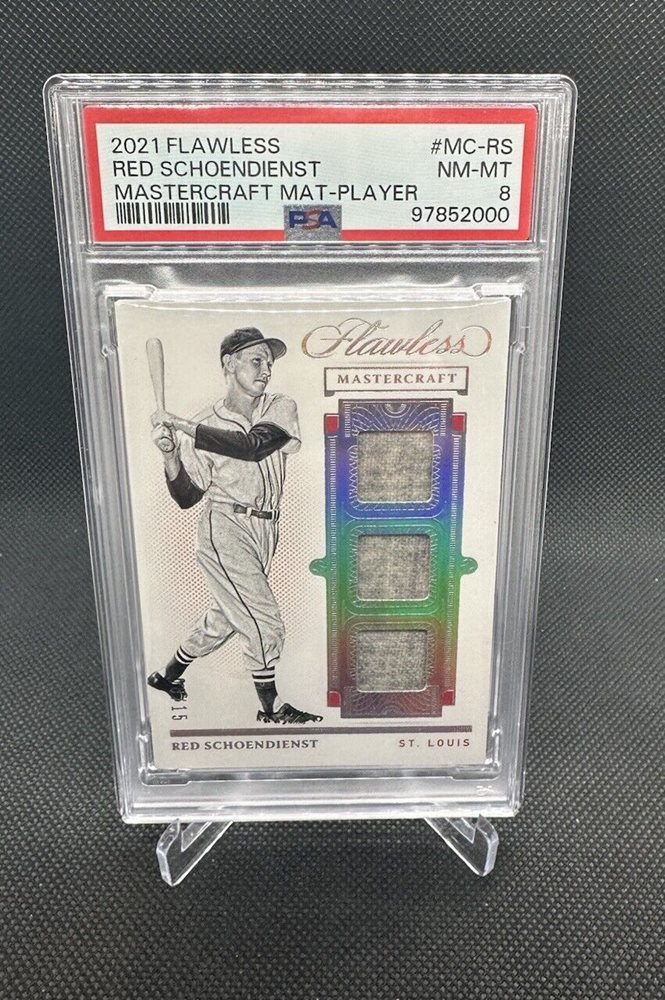 2021 FLAWLESS #MC-RS
RED SCHOENDIENST NM-MT
MASTERCRAFT MAT-PLAYER 8
PSA 97852000
Flawless
MASTERCRAFT
/15
RED SCHOENDIENST ST. LOUIS